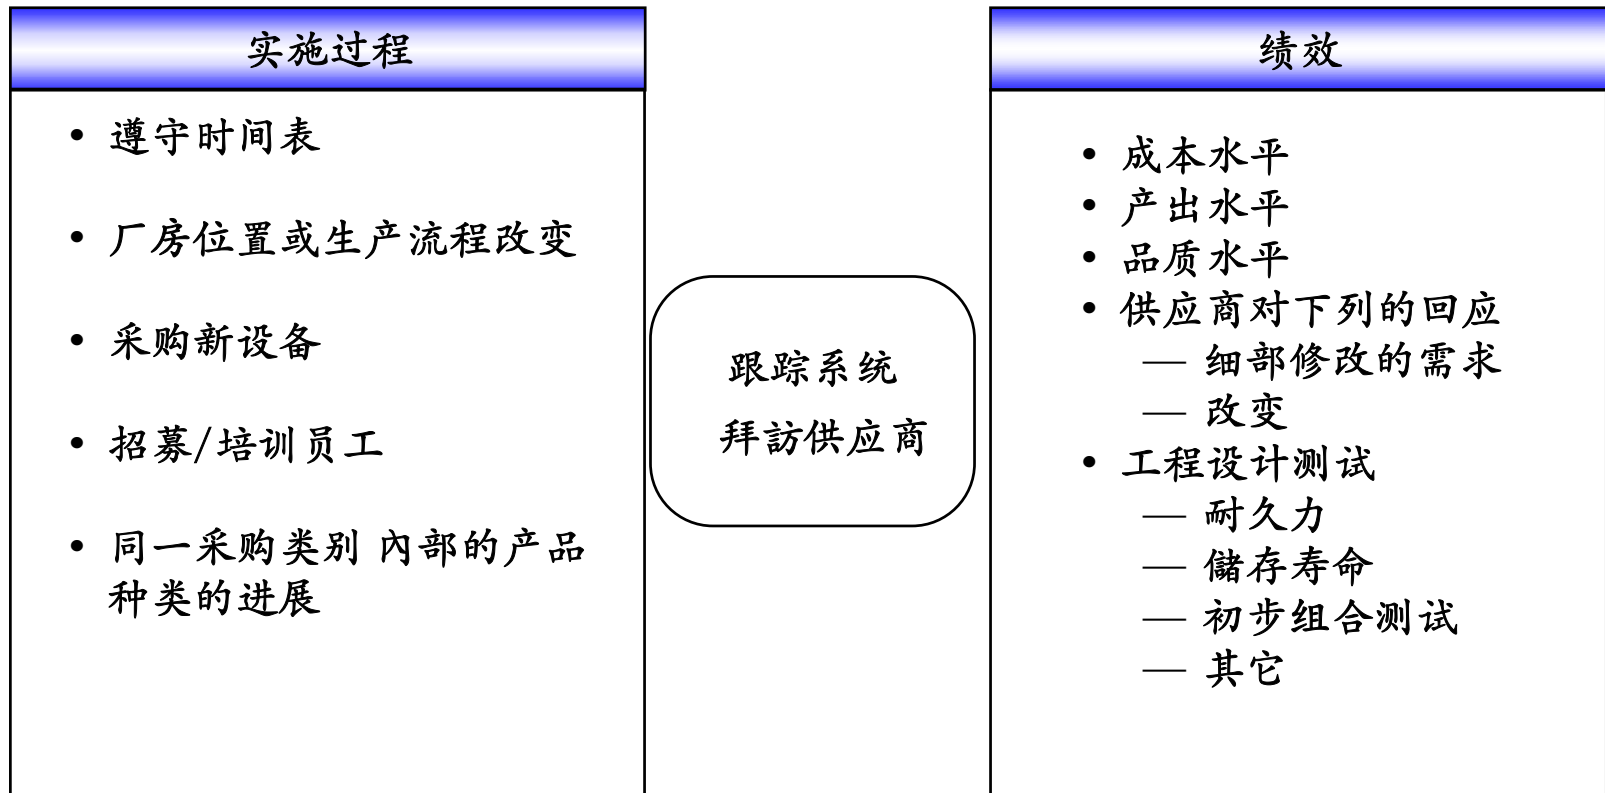 实施过程
• 遵守时间表
• 厂房位置或生产流程改变
• 采购新设备
• 招募/培训员工
• 同一采购类别 內部的产品
种类的进展
跟踪系统
拜訪供应商
绩效
• 成本水平
• 产出水平
• 品质水平
• 供应商对下列的回应
— 细部修改的需求
— 改变
• 工程设计测试
— 耐久力
— 儲存寿命
— 初步组合测试
— 其它